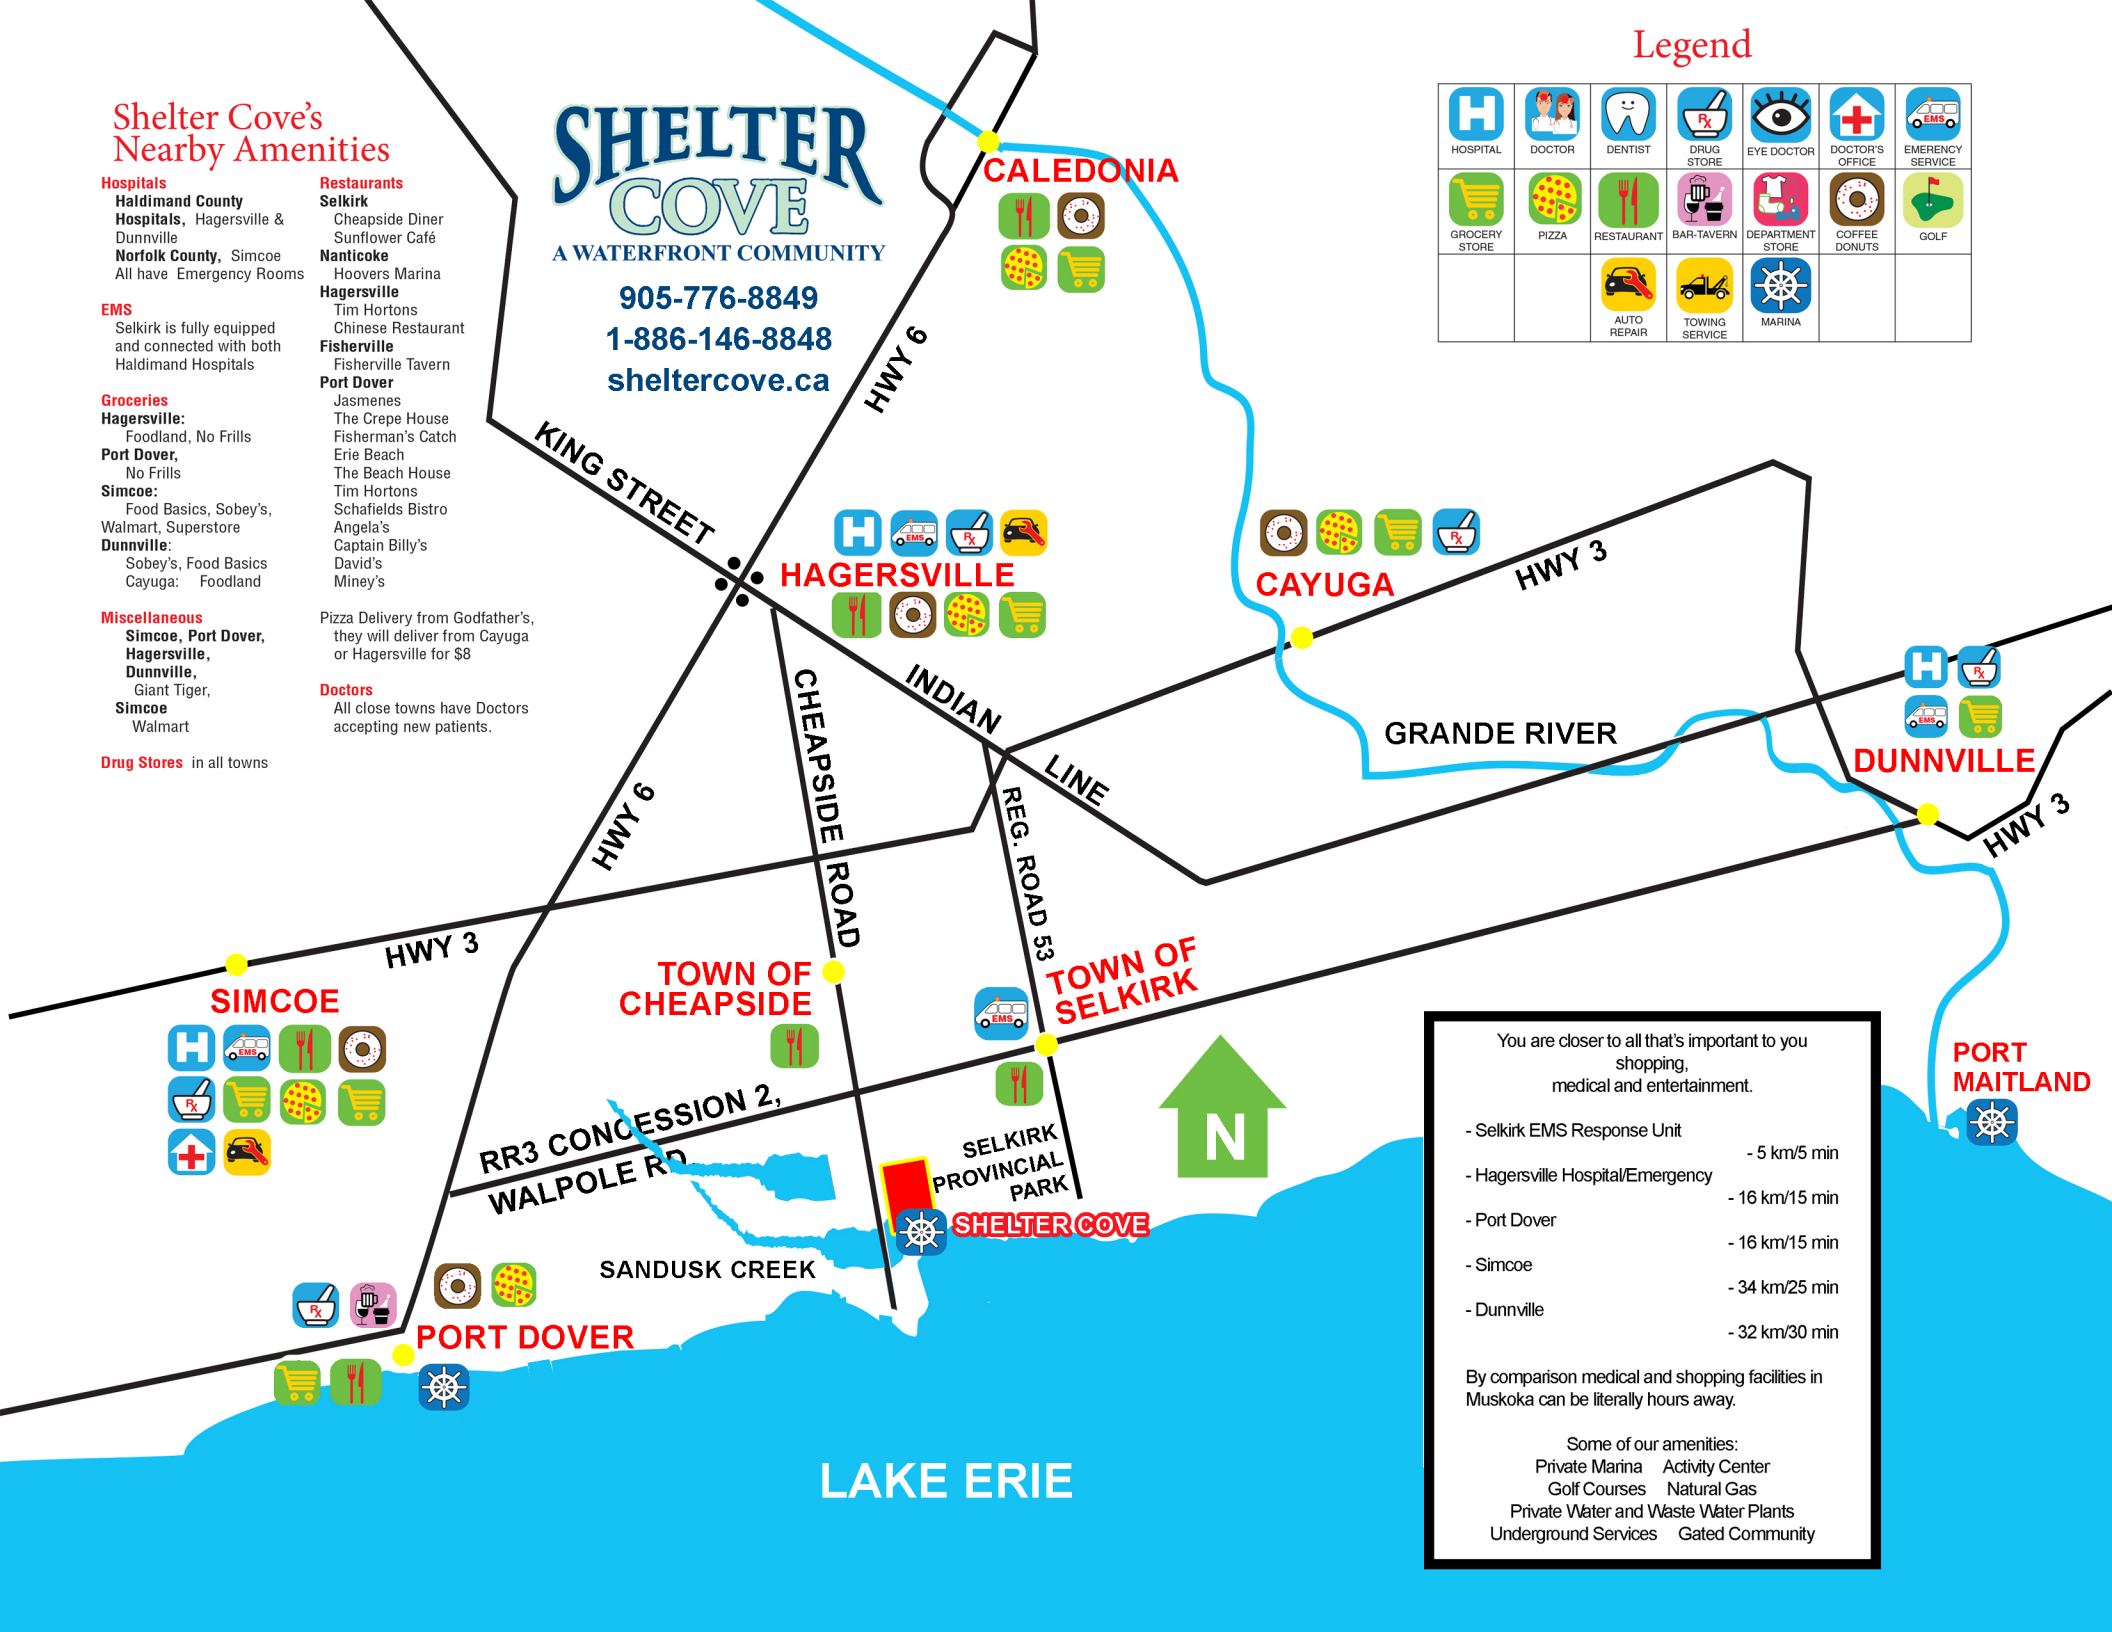 Shelter Cove's
Nearby Amenities
Hospitals
Haldimand County
Hospitals, Hagersville &
Dunnville
Norfolk County, Simcoe
All have Emergency Rooms
EMS
Selkirk is fully equipped
and connected with both
Haldimand Hospitals
Groceries
Hagersville:
Foodland, No Frills
Port Dover,
No Frills
Simcoe:
Food Basics, Sobey's,
Walmart, Superstore
Dunnville:
Sobey's, Food Basics
Cayuga: Foodland
Miscellaneous
Simcoe, Port Dover,
Hagersville,
Dunnville,
Giant Tiger,
Simcoe
Walmart
Drug Stores in all towns
Restaurants
Selkirk
Cheapside Diner
Sunflower Café
Nanticoke
Hoovers Marina
Hagersville
Tim Hortons
Chinese Restaurant
Fisherville
Fisherville Tavern
Port Dover
Jasmenes
The Crepe House
Fisherman's Catch
Erie Beach
The Beach House
Tim Hortons
Schafields Bistro
Angela's
Captain Billy's
David's
Miney's
Pizza Delivery from Godfather's,
they will deliver from Cayuga
or Hagersville for $8
Doctors
All close towns have Doctors
accepting new patients.
SHELTER
COVE
A WATERFRONT COMMUNITY
905-776-8849
1-886-146-8848
sheltercove.ca
Legend
H
Rx
EMS
HOSPITAL
DOCTOR
DENTIST
DRUG
STORE
EYE DOCTOR
DOCTOR'S
OFFICE
EMERENCY
SERVICE
GROCERY
STORE
PIZZA
RESTAURANT
BAR-TAVERN
DEPARTMENT
STORE
COFFEE
DONUTS
GOLF
AUTO
REPAIR
TOWING
SERVICE
MARINA
CALEDONIA
HWY 6
KING STREET
H
EMS
Rx
HAGERSVILLE
Rx
CAYUGA
HWY 3
INDIAN
LINE
CHEAPSIDE ROAD
GRANDE RIVER
H
Rx
EMS
DUNNVILLE
HWY 3
HWY 6
REG. ROAD 53
HWY 3
SIMCOE
H
EMS
Rx
TOWN OF
CHEAPSIDE
EMS
TOWN OF
SELKIRK
N
RR3 CONCESSION 2,
WALPOLE RD.
SELKIRK
PROVINCIAL
PARK
SHELTER COVE
SANDUSK CREEK
Rx
PORT DOVER
PORT
MAITLAND
LAKE ERIE
You are closer to all that's important to you
shopping,
medical and entertainment.
- Selkirk EMS Response Unit
- 5 km/5 min
- Hagersville Hospital/Emergency
- 16 km/15 min
- Port Dover
- 16 km/15 min
- Simcoe
- 34 km/25 min
- Dunnville
- 32 km/30 min
By comparison medical and shopping facilities in
Muskoka can be literally hours away.
Some of our amenities:
Private Marina Activity Center
Golf Courses Natural Gas
Private Water and Waste Water Plants
Underground Services Gated Community